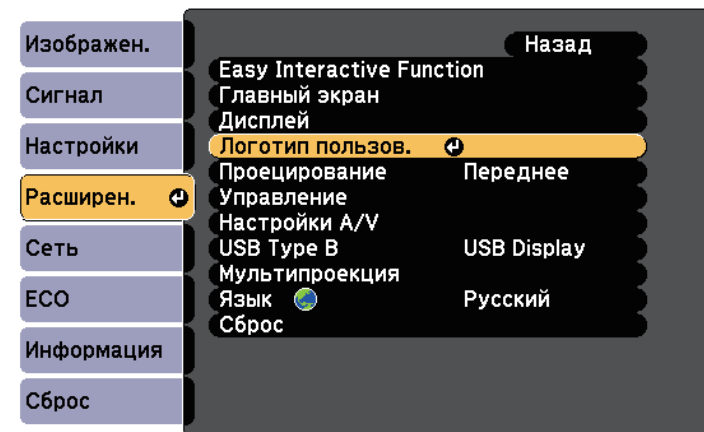 Изображен.
Сигнал
Настройки
Расширен.
Сеть
ECO
Информация
Сброс
Назад
Easy Interactive Function
Главный экран
Дисплей
Логотип пользов.
Проецирование Переднее
Управление
Настройки A/V
USB Type B USB Display
Мультипроекция
Язык Русский
Сброс